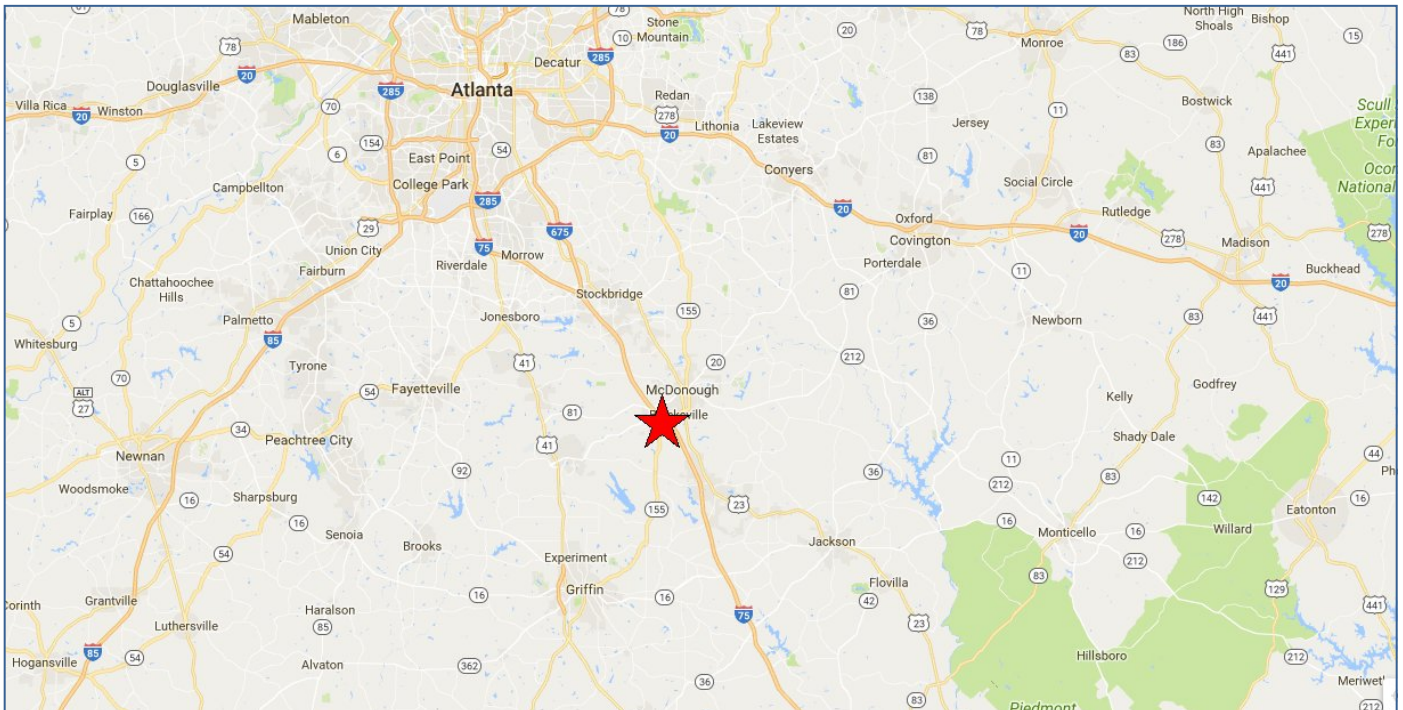 81
Mableton
78
North High
Shoals
Bishop
78
Stone
Mountain
20
78
Monroe
186
441
15
10
83
Decatur
285
Douglasville
20
285
Atlanta
Villa Rica
Winston
20
70
Redan
278
138
11
Bostwick
Scull
Lithonia
Lakeview
Estates
Jersey
20
154
54
6
East Point
81
83
Apalachee
5
College Park
Conyers
Social Circle
441
Campbellton
285
20
Oxford
Rutledge
National
Fairplay
166
29
675
Covington
20
278
Madison
278
Union City
75
Morrow
Riverdale
Porterdale
Buckhead
Fairburn
11
20
Chattahoochee
Hills
Stockbridge
81
Palmetto
Jonesboro
155
36
Newborn
83
441
5
Whitesburg
85
212
Tyrone
41
20
70
54
Fayetteville
McDonough
Godfrey
ALT
27
81
Kelly
34
Peachtree City
41
Shady Dale
Newnan
44
92
36
11
83
Woodsmoke
Sharpsburg
212
142
16
16
155
23
16
Eatonton
16
Senoia
Monticello
16
Willard
54
Brooks
Jackson
212
Experiment
Flovilla
83
Grantville
Griffin
16
16
42
129
Haralson
75
441
Luthersville
85
23
85
54
Hogansville
Alvaton
362
Hillsboro
212
36
83
212
Piedmont